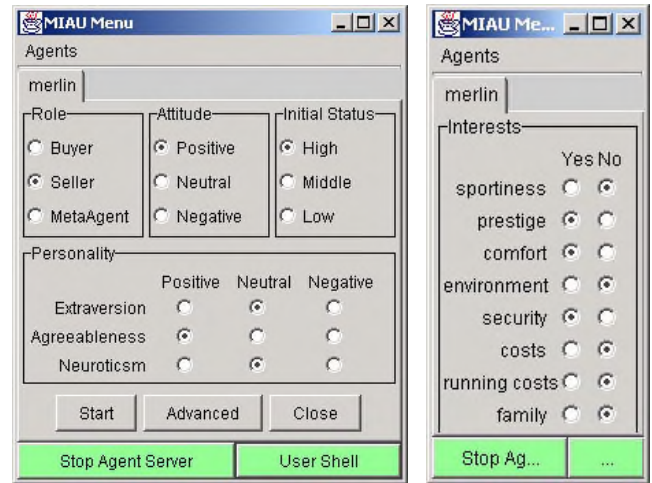 MIAU Menu
Agents
merlin
Role Attitude Initial Status
Buyer Positive High
Seller Neutral Middle
MetaAgent Negative Low
Personality
Positive Neutral Negative
Extraversion
Agreeableness
Neuroticsm
Start Advanced Close
Stop Agent Server User Shell
MIAU Me...
Agents
merlin
Interests
Yes No
sportiness
prestige
comfort
environment
security
costs
running costs
family
Stop Ag... ...